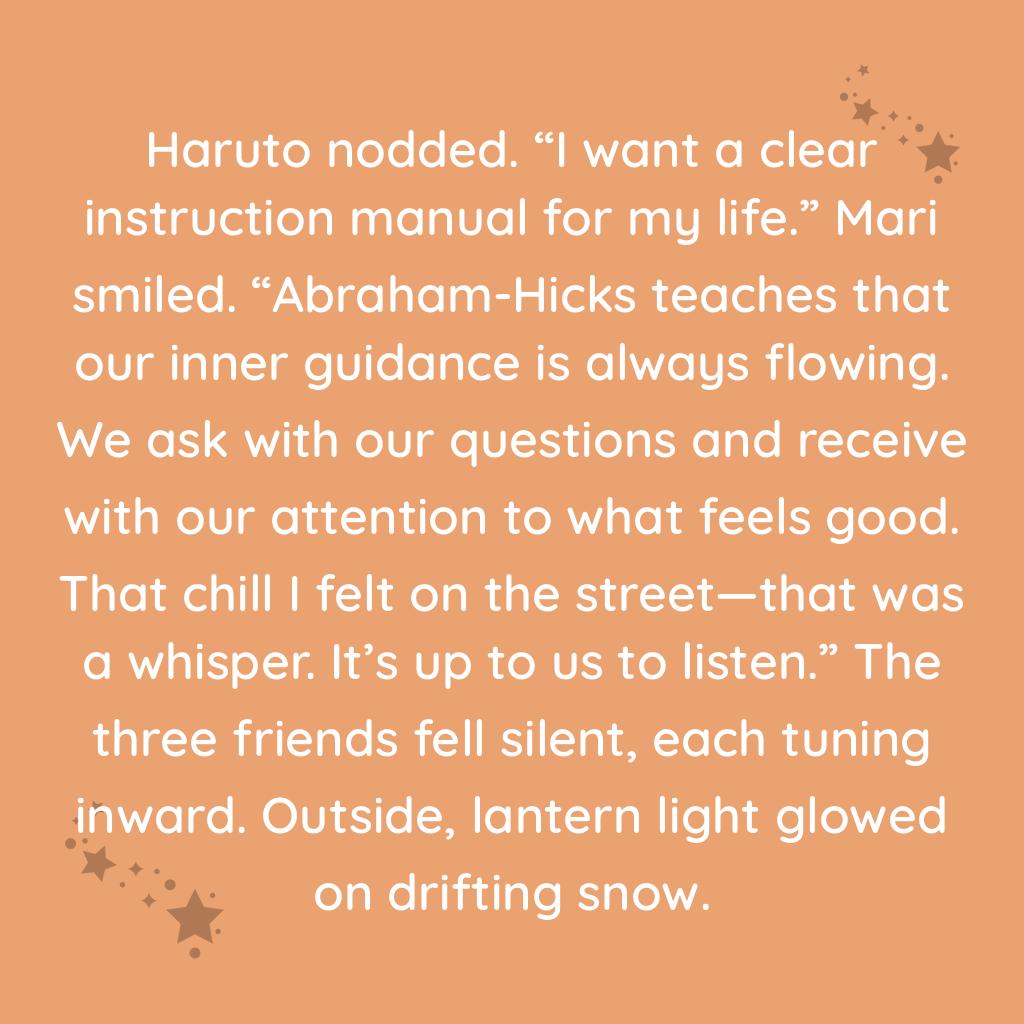 Haruto nodded. “I want a clear
instruction manual for my life.” Mari
smiled. “Abraham-Hicks teaches that
our inner guidance is always flowing.
We ask with our questions and receive
with our attention to what feels good.
That chill I felt on the street—that was
a whisper. It’s up to us to listen.” The
three friends fell silent, each tuning
inward. Outside, lantern light glowed
on drifting snow.